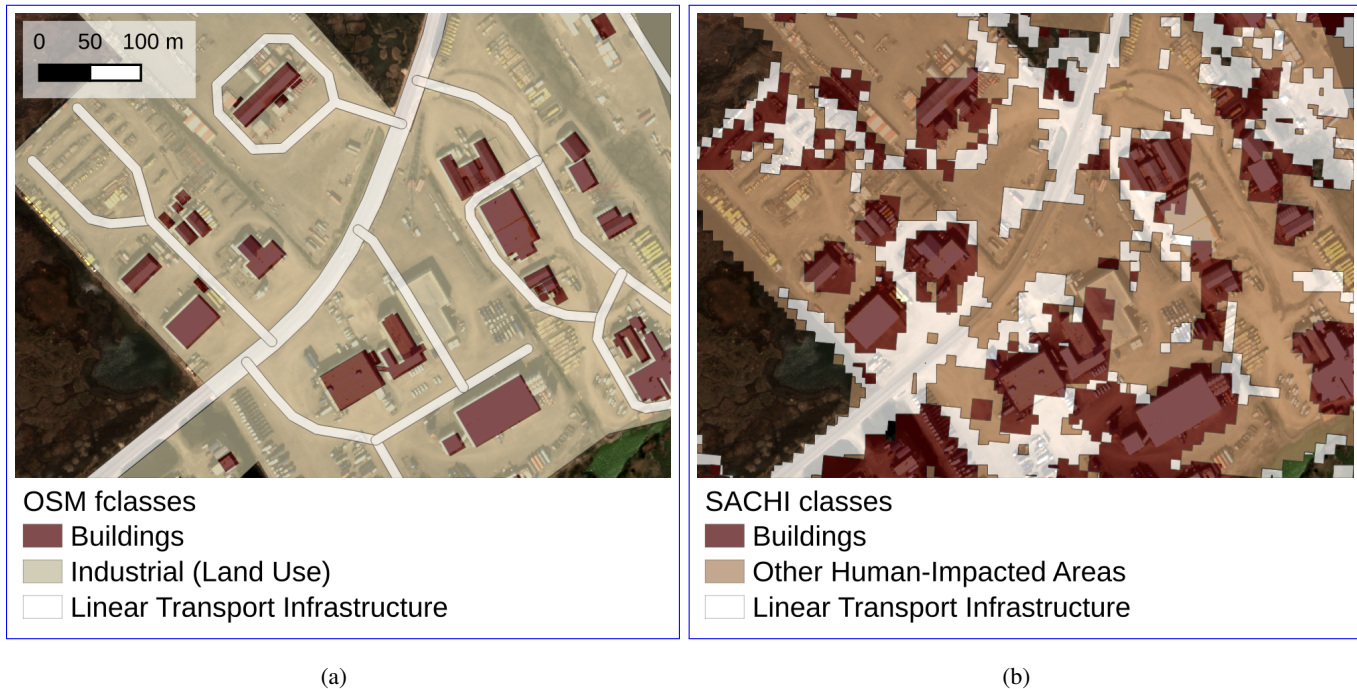 0 50 100 m
OSM fclasses
Buildings
Industrial (Land Use)
Linear Transport Infrastructure
(a)
SACHI classes
Buildings
Other Human-Impacted Areas
Linear Transport Infrastructure
(b)